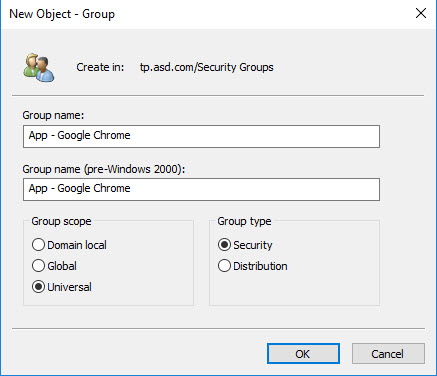 New Object - Group
Create in: tp.asd.com/Security Groups
Group name:
App - Google Chrome
Group name (pre-Windows 2000):
App - Google Chrome
Group scope
Domain local
Global
Universal
Group type
Security
Distribution
OK
Cancel